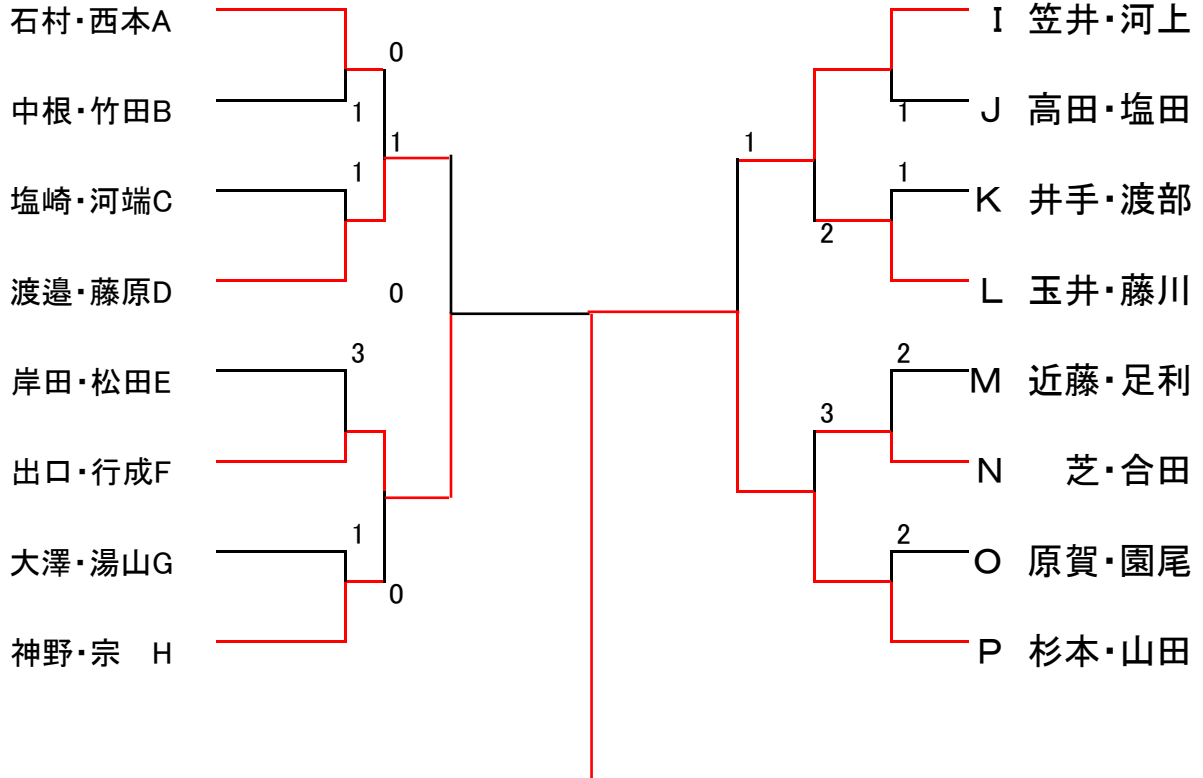 石村・西本A
0
中根・竹田B
1
1
塩崎・河端C
1
渡邉・藤原D
0
岸田・松田E
3
出口・行成F
大澤・湯山G
1
0
神野・宗　H
I　笠井・河上
J　高田・塩田
1
1
K　井手・渡部
1
2
L　玉井・藤川
M　近藤・足利
2
3
N　芝・合田
O　原賀・園尾
2
P　杉本・山田